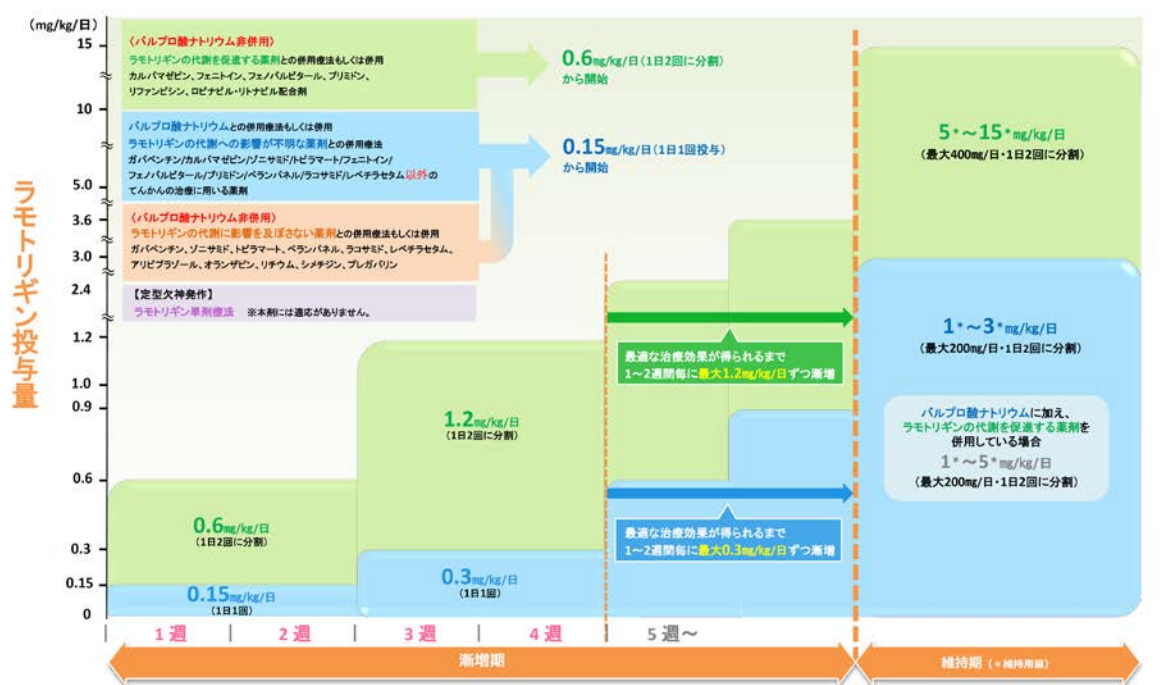 (mg/kg/日)
15
10
5.0
3.6
3.0
2.4
1.2
1.0
0.9
0.6
0.3
0.15
0
ラモトリギン投与量
〈バルプロ酸ナトリウム非併用〉
ラモトリギンの代謝を促進する薬剤との併用療法もしくは併用
カルバマゼピン、フェニトイン、フェノバルビタール、プリミドン、
リファンピシン、ロピナビル・リトナビル配合剤
0.6mg/kg/日(1日2回に分割)
から開始
バルプロ酸ナトリウムとの併用療法もしくは併用
ラモトリギンの代謝への影響が不明な薬剤との併用療法
ガバペンチン/カルバマゼピン/ゾニサミド/トピラマート/フェニトイン/
フェノバルビタール/プリミドン/ペランパネル/ラコサミド/レベチラセタム以外の
てんかんの治療に用いる薬剤
0.15mg/kg/日(1日1回投与)
から開始
〈バルプロ酸ナトリウム非併用〉
ラモトリギンの代謝に影響を及ぼさない薬剤との併用療法もしくは併用
ガバペンチン、ゾニサミド、トピラマート、ペランパネル、ラコサミド、レベチラセタム、
アリピプラゾール、オランザピン、リチウム、シメチジン、プレガバリン
【定型欠神発作】
ラモトリギン単剤療法 ※本剤には適応がありません。
最適な治療効果が得られるまで
1～2週間毎に最大1.2mg/kg/日ずつ漸増
最適な治療効果が得られるまで
1～2週間毎に最大0.3mg/kg/日ずつ漸増
0.6mg/kg/日
(1日2回に分割)
0.15mg/kg/日
(1日1回)
1.2mg/kg/日
(1日2回に分割)
0.3mg/kg/日
(1日1回)
5*～15*mg/kg/日
(最大400mg/日・1日2回に分割)
1*～3*mg/kg/日
(最大200mg/日・1日2回に分割)
バルプロ酸ナトリウムに加え、
ラモトリギンの代謝を促進する薬剤を
併用している場合
1*～5*mg/kg/日
(最大200mg/日・1日2回に分割)
1週
2週
3週
4週
5週～
漸増期
維持期(*維持用量)